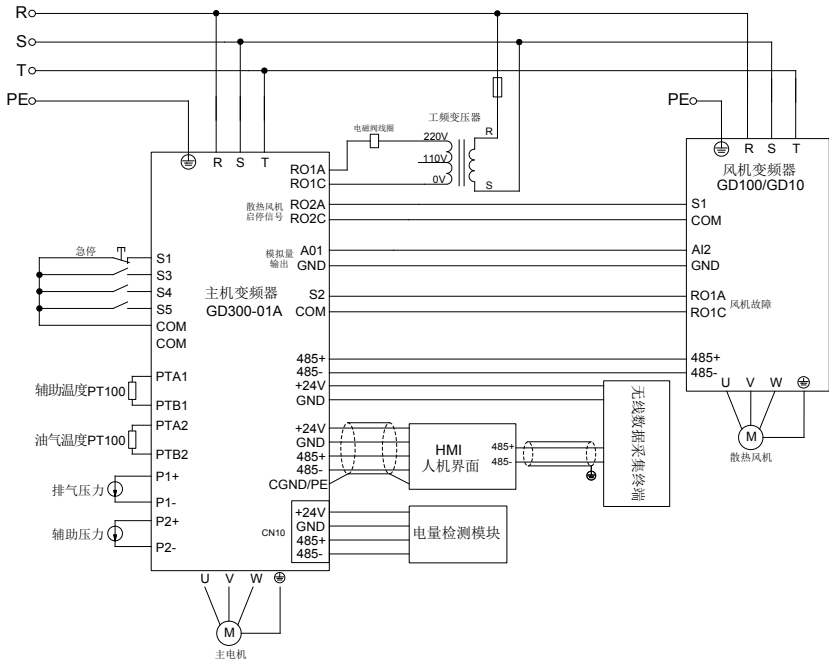 R
S
T
PE
R
S
T
RO1A
RO1C
电磁阀线圈
工频变压器
220V
110V
0V
R
S
PE
R
S
T
风机变频器
GD100/GD10
散热风机
启停信号
RO2A
RO2C
S1
COM
模拟量
输出
A01
GND
AI2
GND
急停
S1
S3
S4
S5
COM
COM
主机变频器
GD300-01A
S2
COM
RO1A
RO1C
风机故障
485+
485-
485+
485-
+24V
GND
U
V
W
M
散热风机
无线数据采集终端
辅助温度PT100
PTA1
PTB1
油气温度PT100
PTA2
PTB2
排气压力
P1+
P1-
辅助压力
P2+
P2-
+24V
GND
485+
485-
CGND/PE
HMI
人机界面
485+
485-
CN10
+24V
GND
485+
485-
电量检测模块
U
V
W
M
主电机